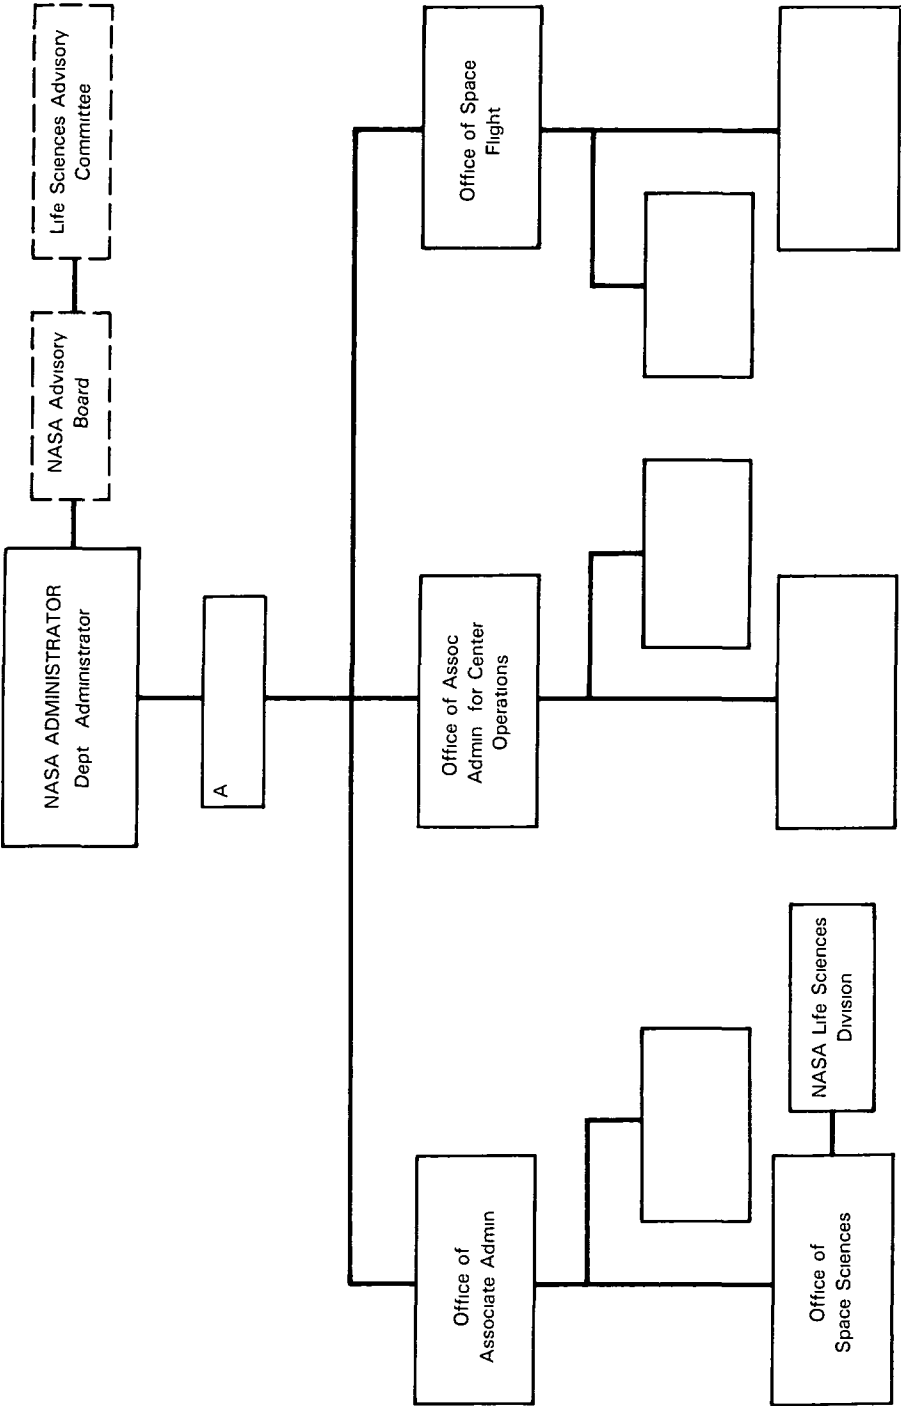 NASA ADMINISTRATOR
Dept Administrator
NASA Advisory
Board
Life Sciences Advisory
Committee
A
Office of
Associate Admin
Office of Assoc
Admin for Center
Operations
Office of Space
Flight
Office of
Space Sciences
NASA Life Sciences
Division